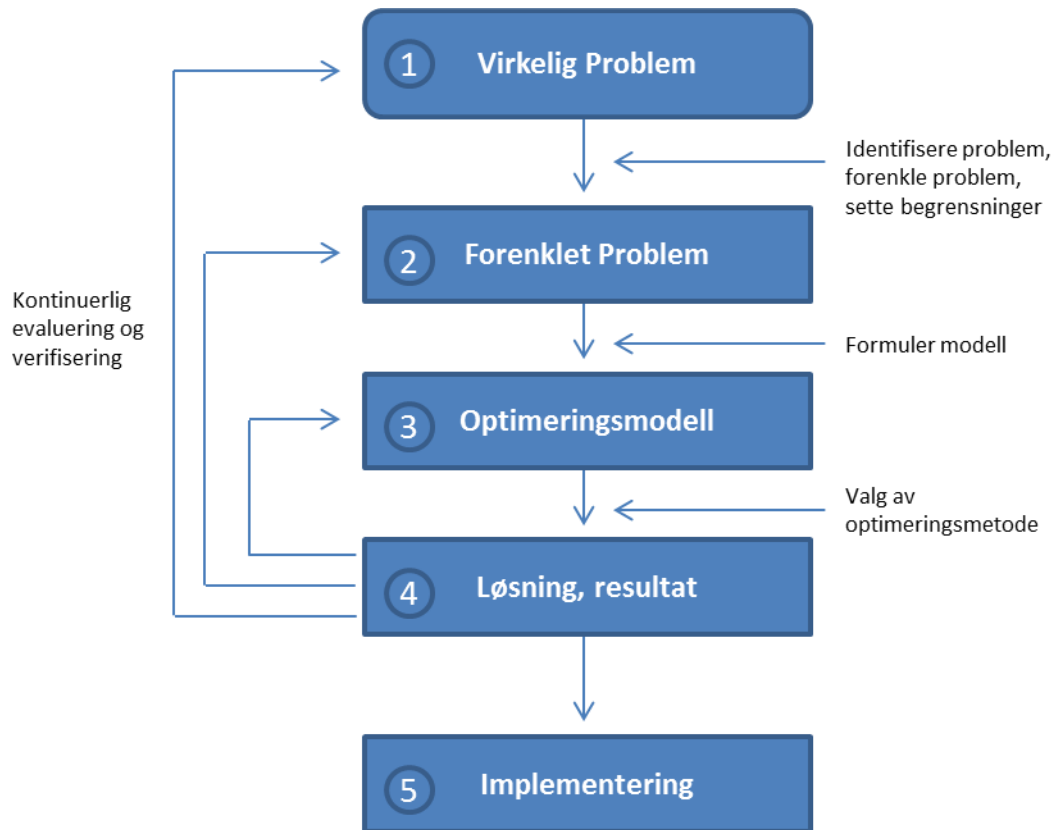 1 Virkelig Problem
Identifisere problem,
forenkle problem,
sette begrensninger
2 Forenklet Problem
Kontinuerlig
evaluering og
verifisering
Formuler modell
3 Optimeringsmodell
Valg av
optimeringsmetode
4 Løsning, resultat
5 Implementering